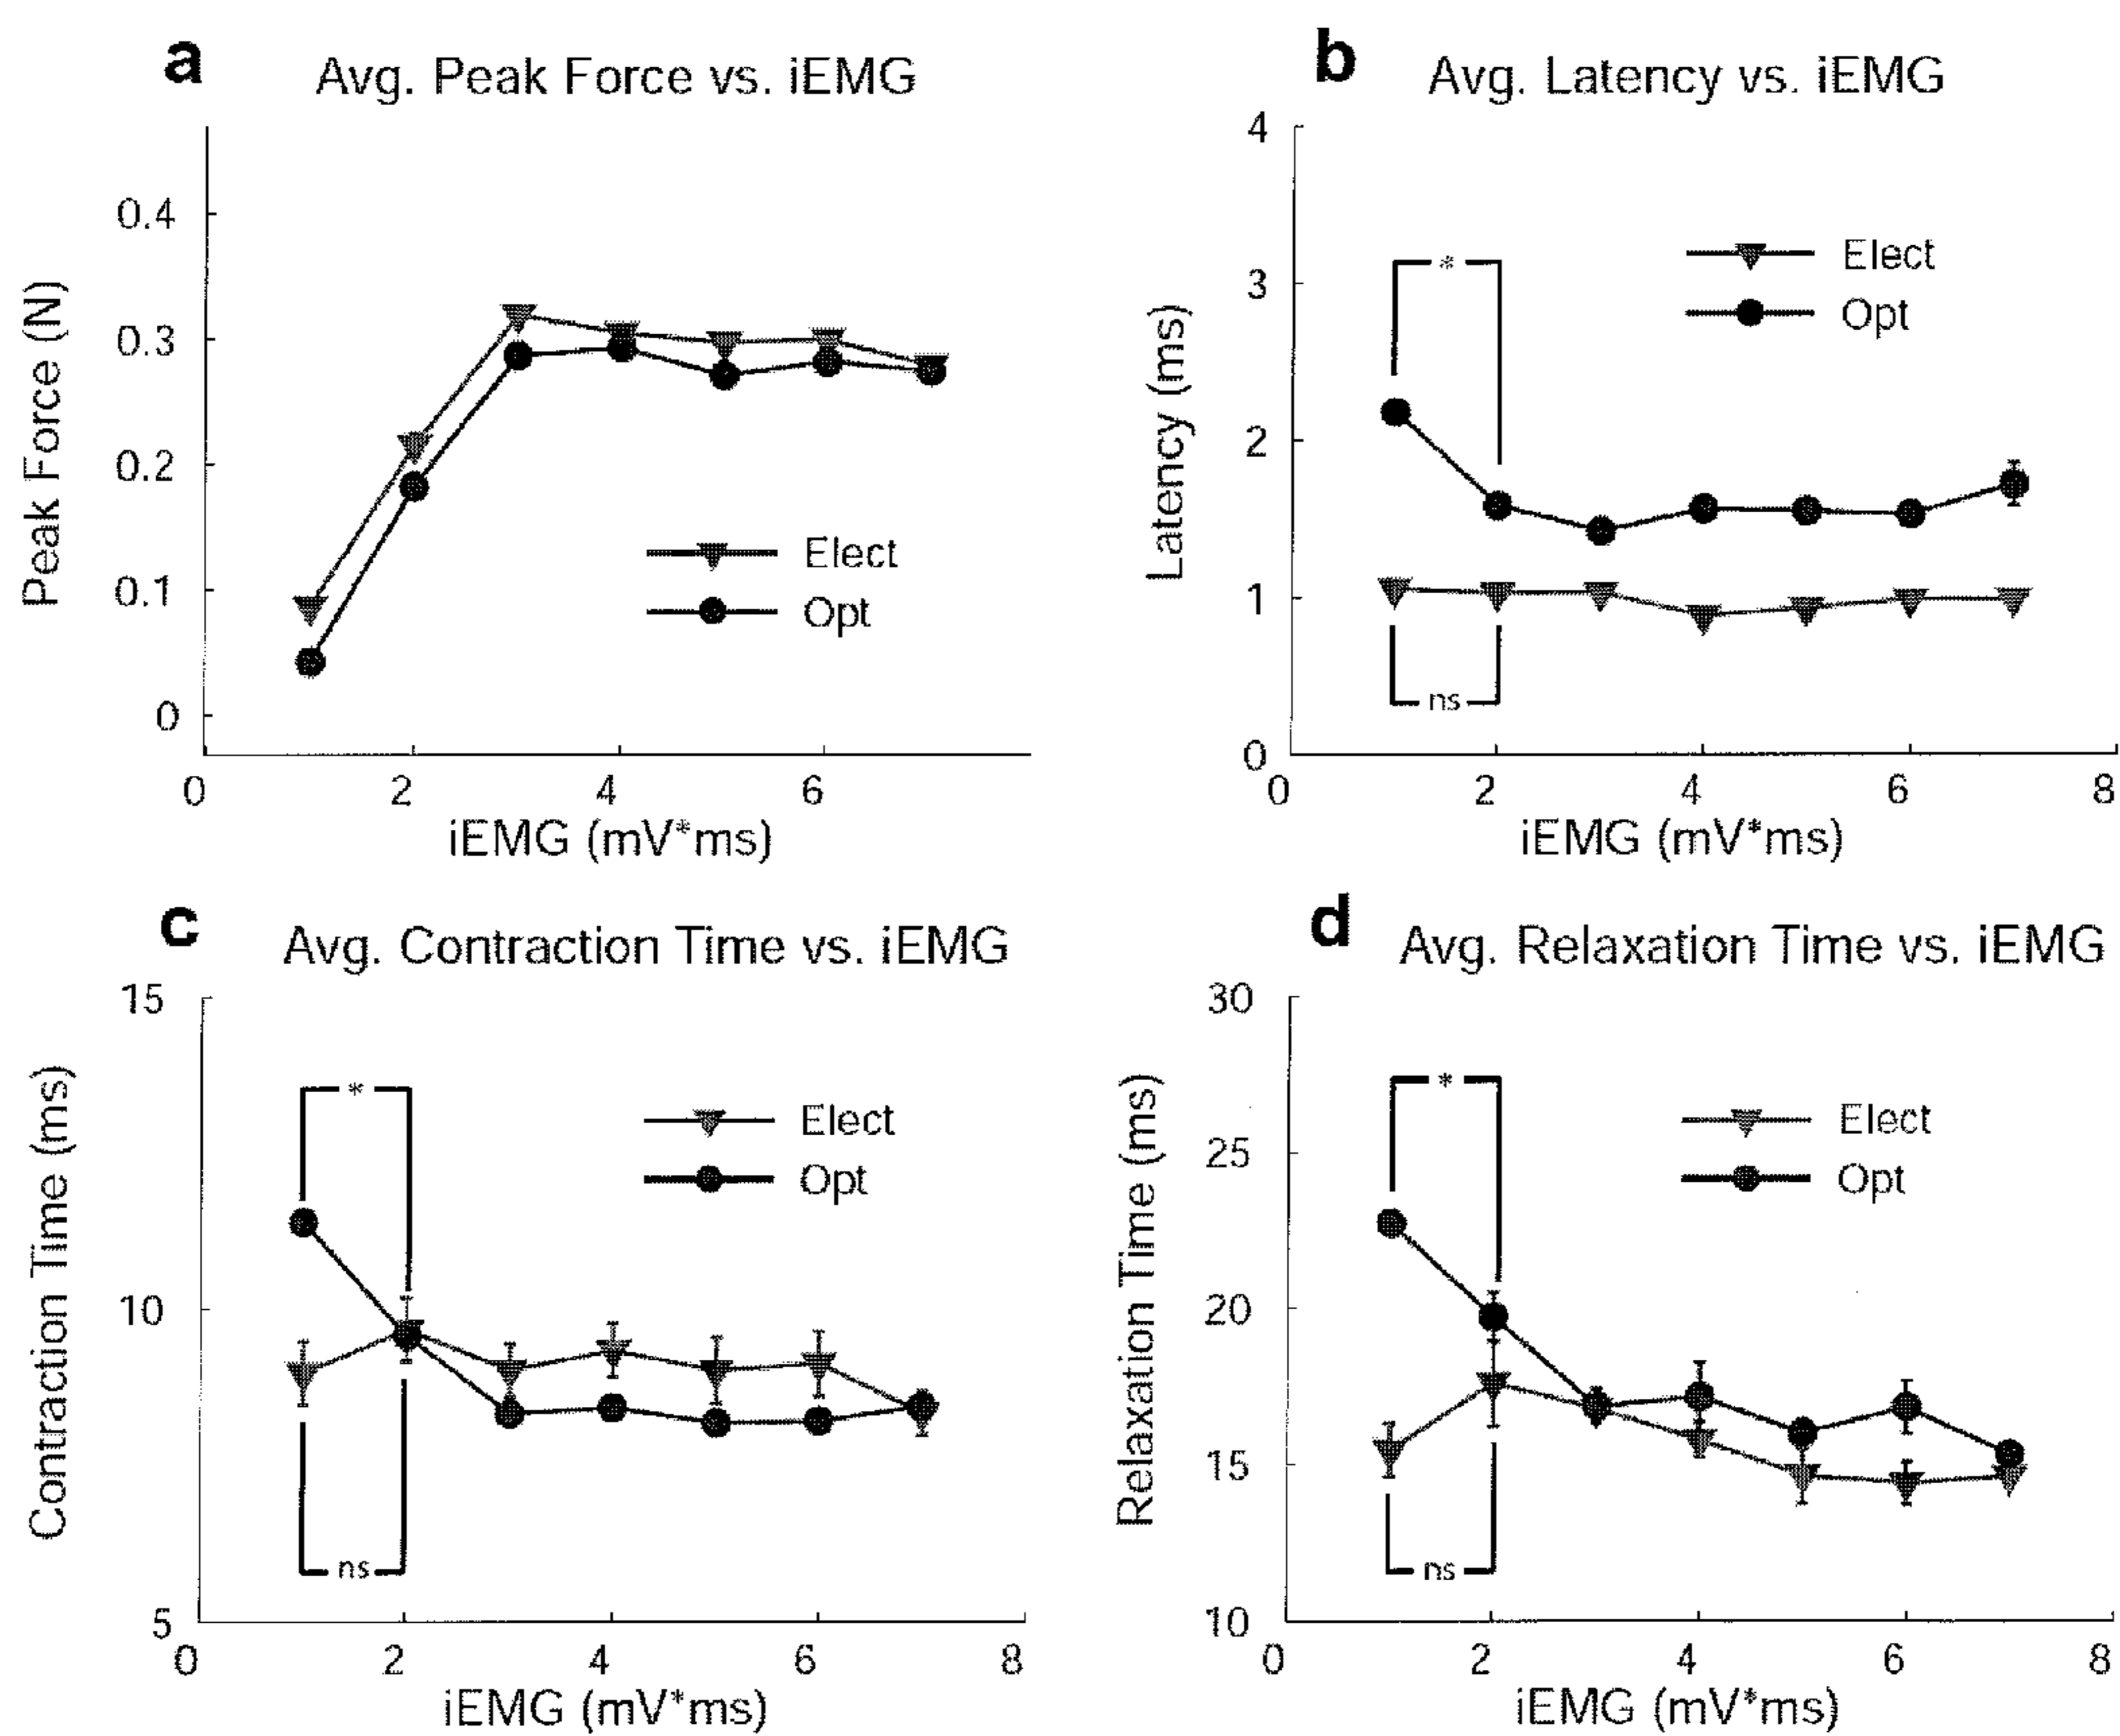 a
Avg. Peak Force vs. iEMG
Peak Force (N)
0.4
0.3
0.2
0.1
0
Elect
Opt
0 2 4 6
iEMG (mV*ms)
b
Avg. Latency vs. iEMG
Latency (ms)
4
3
2
1
0
*
Elect
Opt
ns
0 2 4 6 8
iEMG (mV*ms)
c
Avg. Contraction Time vs. iEMG
Contraction Time (ms)
15
10
5
*
Elect
Opt
ns
0 2 4 6 8
iEMG (mV*ms)
d
Avg. Relaxation Time vs. iEMG
Relaxation Time (ms)
30
25
20
15
10
*
Elect
Opt
ns
0 2 4 6 8
iEMG (mV*ms)